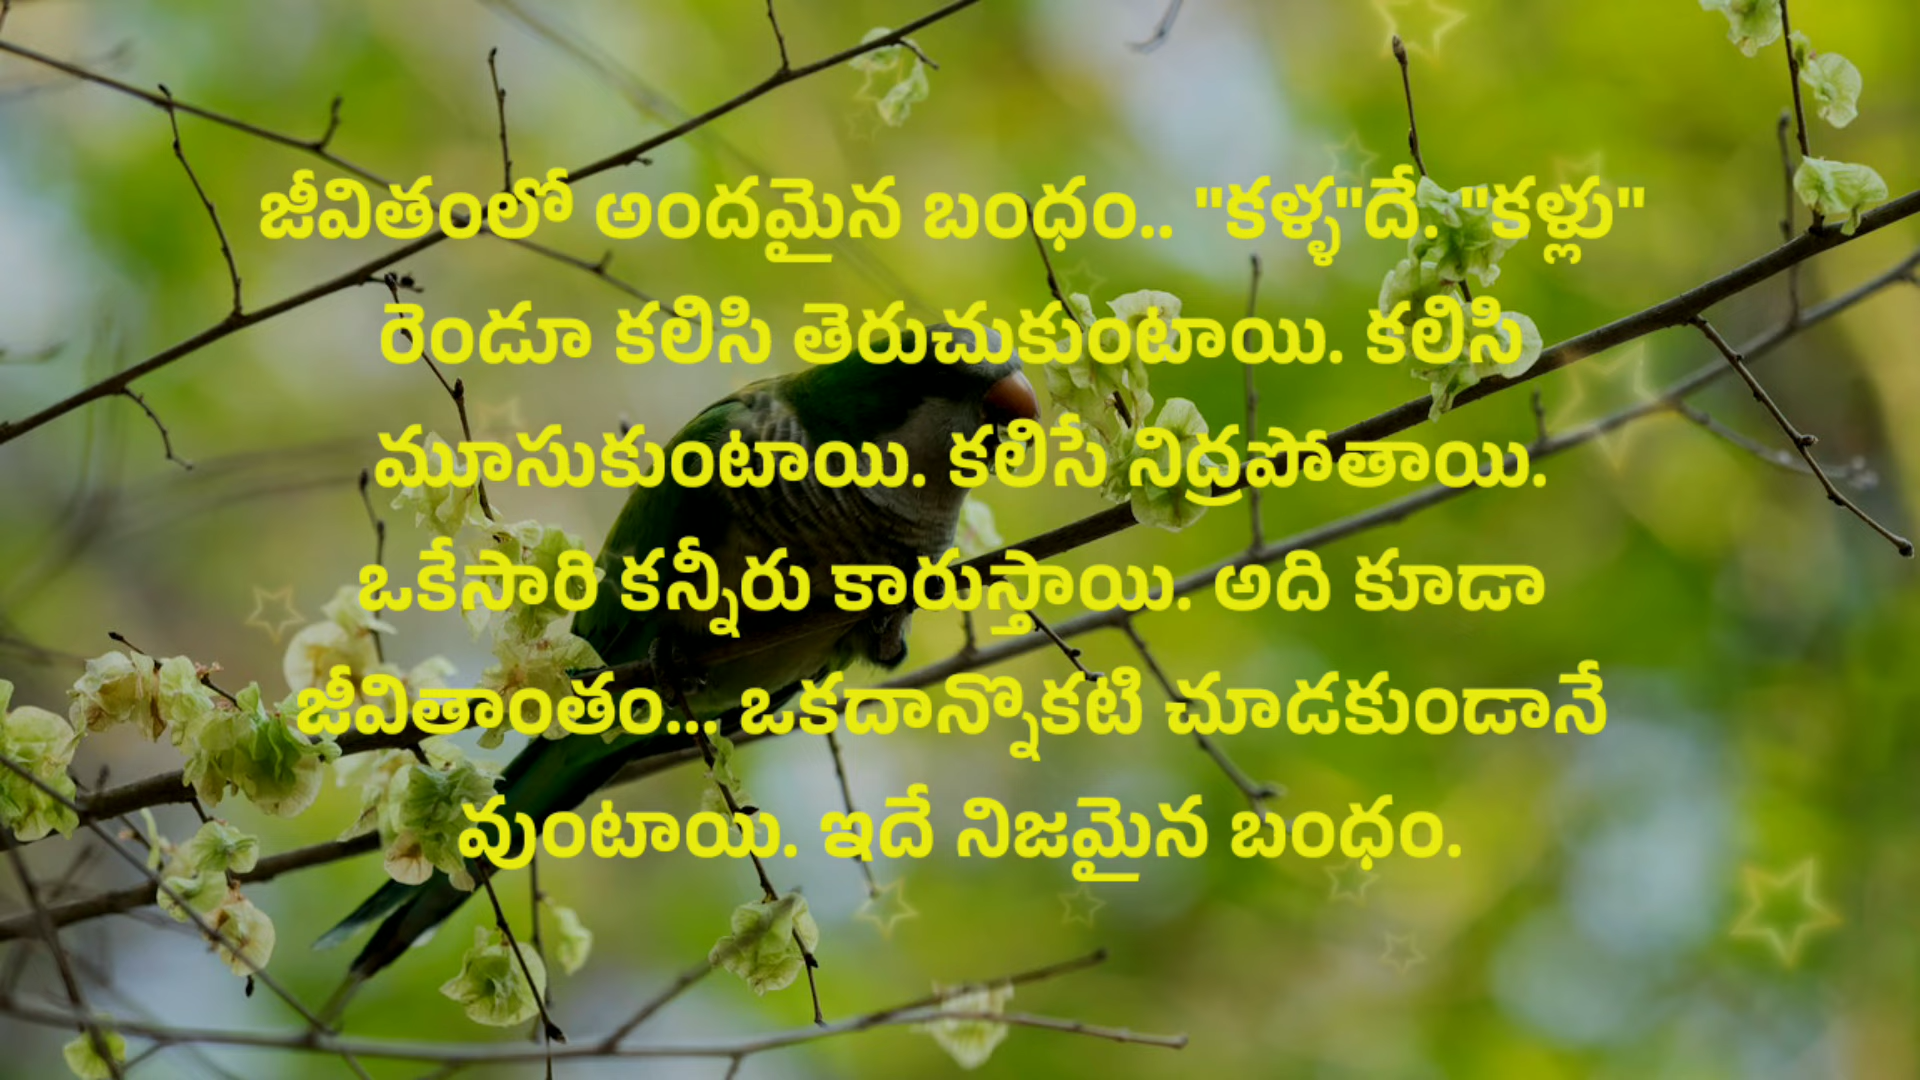 జీవితంలో అందమైన బంధం.. "కళ్ళ"దే. "కళ్లు"
రెండూ కలిసి తెరుచుకుంటాయి. కలిసి
మూసుకుంటాయి. కలిసే నిద్రపోతాయి.
ఒకేసారి కన్నీరు కారుస్తాయి. అది కూడా
జీవితాంతం... ఒకదాన్నొకటి చూడకుండానే
వుంటాయి. ఇదే నిజమైన బంధం.